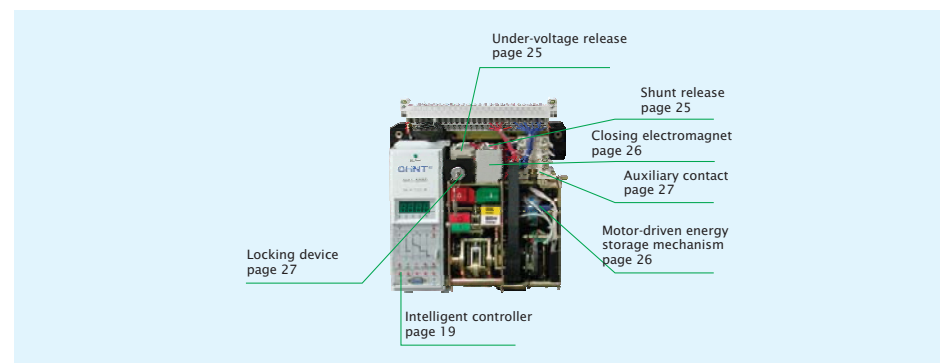 Under-voltage release
page 25
Shunt release
page 25
Closing electromagnet
page 26
Auxiliary contact
page 27
Motor-driven energy
storage mechanism
page 26
Locking device
page 27
Intelligent controller
page 19